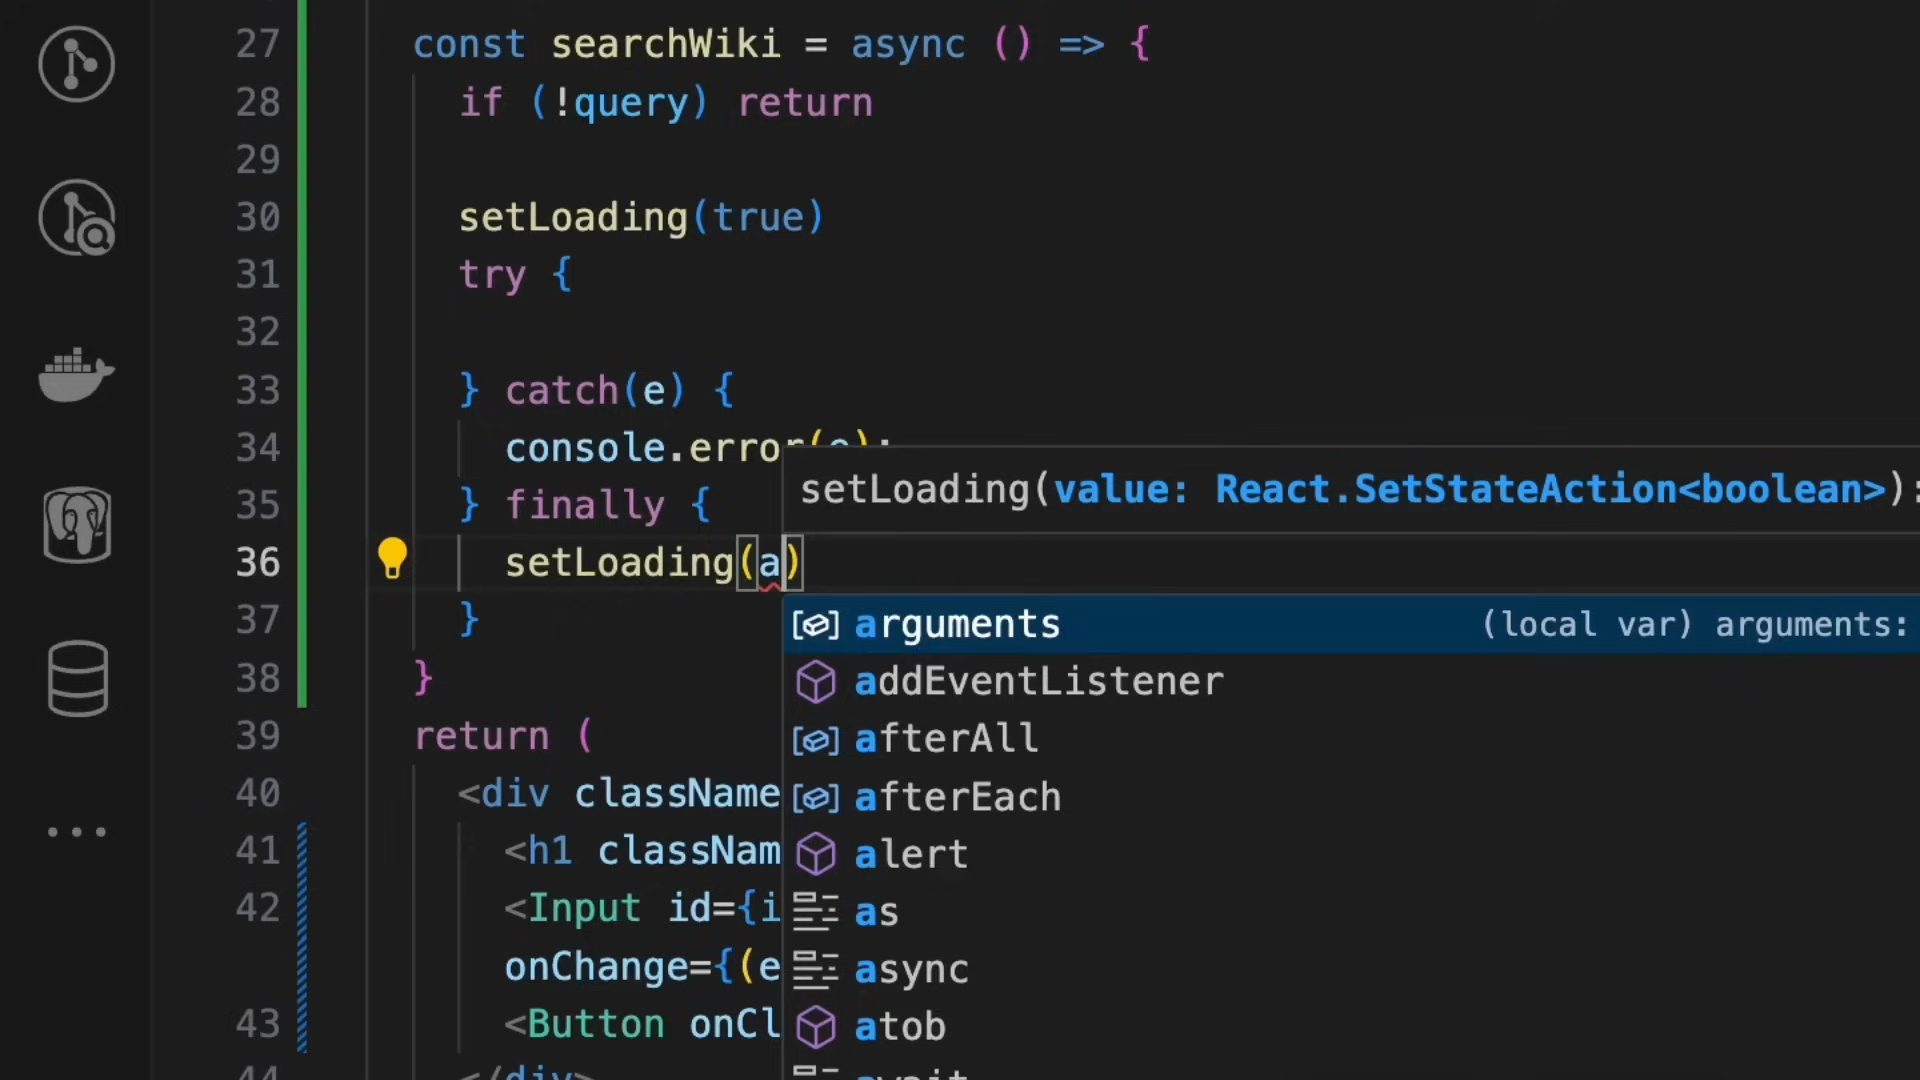 27 const searchWiki = async () => {
28 if (!query) return
29
30 setLoading(true)
31 try {
32
33 } catch(e) {
34 console.error(e);
setLoading(value: React.SetStateAction<boolean>):
35 } finally {
36 setLoading(a)
37 }
arguments (local var) arguments:
38 }
addEventListener
39 return (
afterAll
40 <div className
afterEach
41 <h1 classNam
alert
42 <Input id={i
as
onChange={(e
async
43 <Button onCl
atob
44 </div>
await